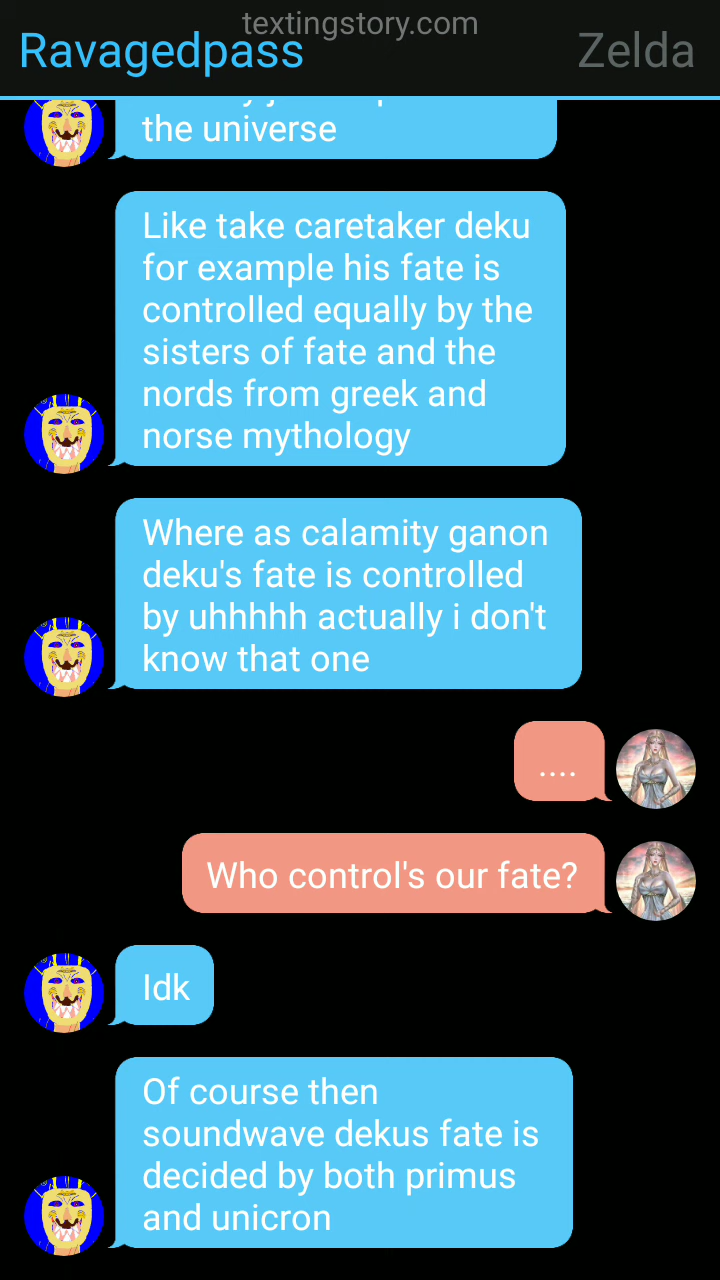 textingstory.com
Ravagedpass
Zelda
the universe
Like take caretaker deku
for example his fate is
controlled equally by the
sisters of fate and the
nords from greek and
norse mythology
Where as calamity ganon
deku's fate is controlled
by uhhhhh actually i don't
know that one
....
Who control's our fate?
Idk
Of course then
soundwave dekus fate is
decided by both primus
and unicron